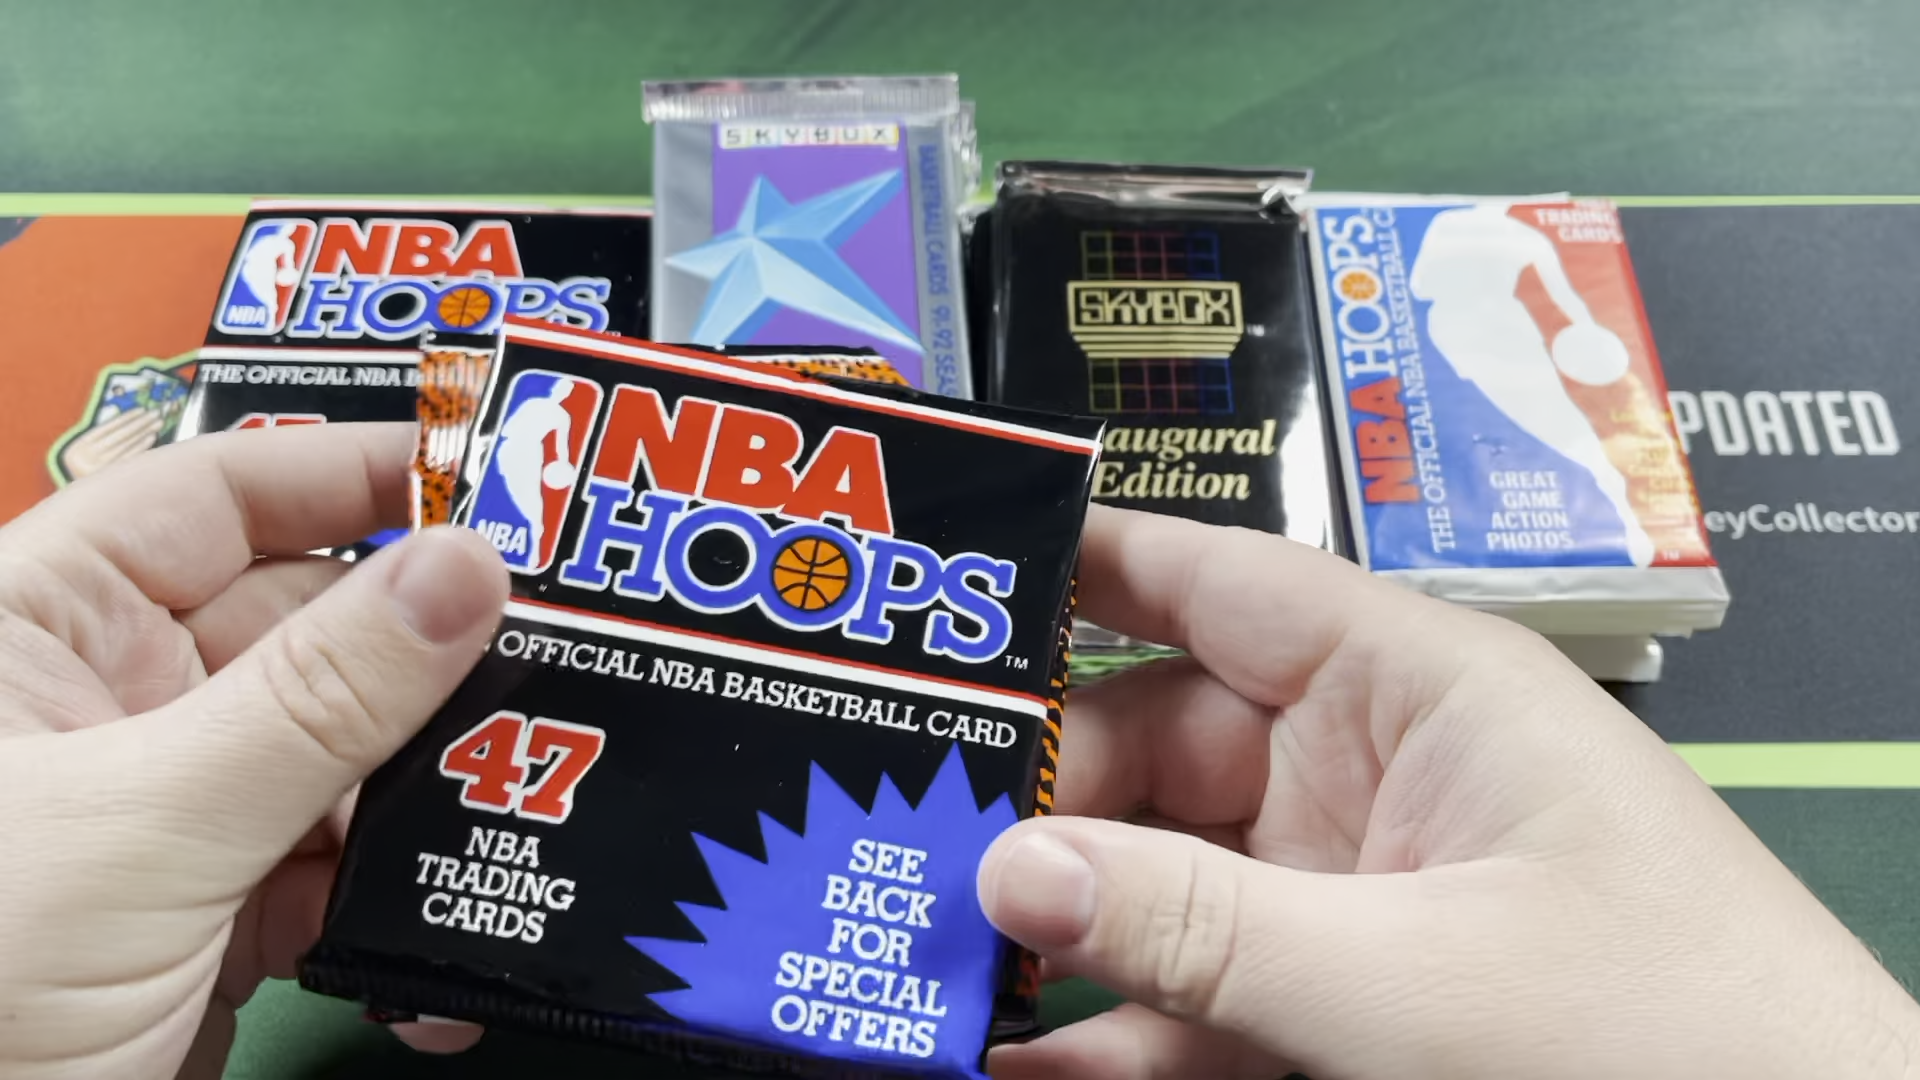 SKYBOX
BASKETBALL CARDS 91-92
NBA
HOOPS
NBA
THE OFFICIAL NBA
SKYBOX
augural
Edition
NBA HOOPS
THE OFFICIAL NBA BASKETBALL
TRADING
CARDS
GREAT
GAME
ACTION
PHOTOS
PDATED
eyCollector
NBA
HOOPS
NBA
TM
OFFICIAL NBA BASKETBALL CARD
47
NBA
TRADING
CARDS
SEE
BACK
FOR
SPECIAL
OFFERS